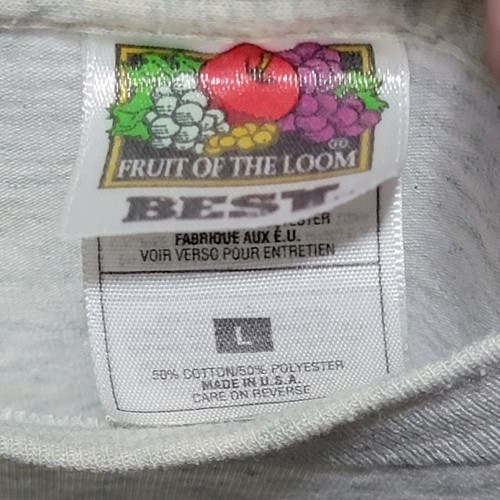 FRUIT OF THE LOOM
®
BEST
FABRIQUE AUX É.U.
VOIR VERSO POUR ENTRETIEN
L
50% COTTON/50% POLYESTER
MADE IN U.S.A.
CARE ON REVERSE